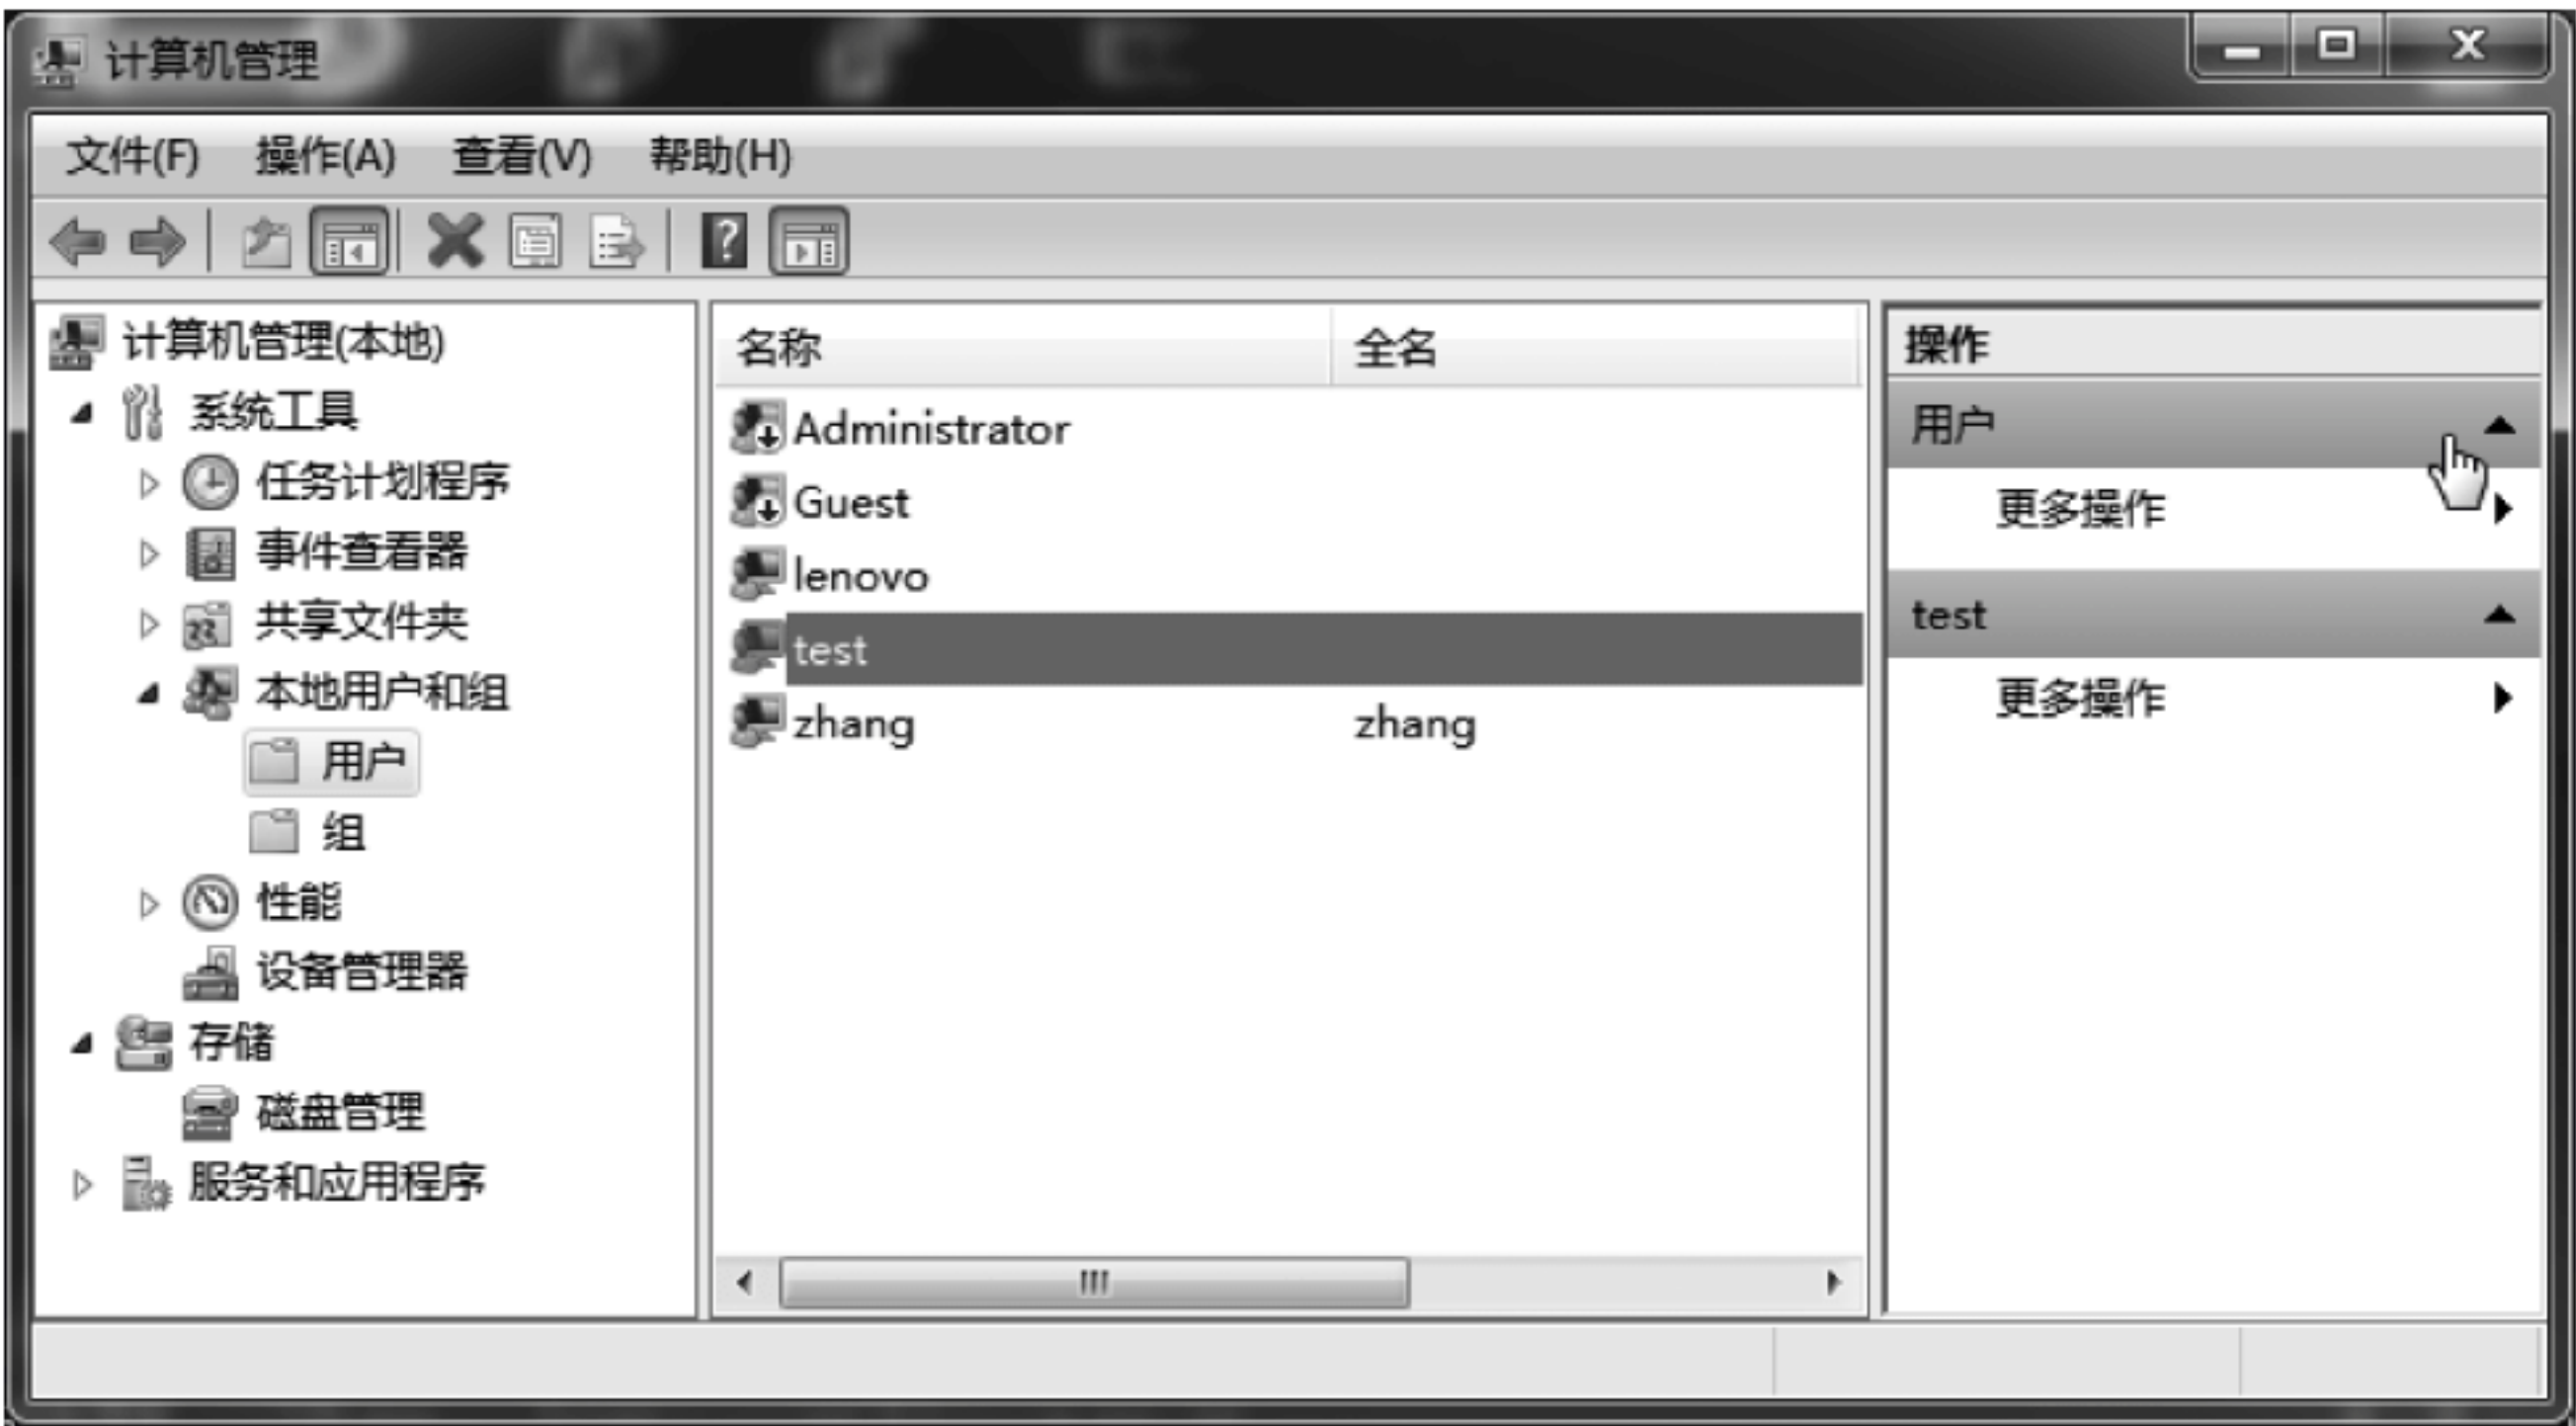 计算机管理
文件(F) 操作(A) 查看(V) 帮助(H)
计算机管理(本地)
系统工具
任务计划程序
事件查看器
共享文件夹
本地用户和组
用户
组
性能
设备管理器
存储
磁盘管理
服务和应用程序
名称 全名
Administrator
Guest
lenovo
test
zhang zhang
操作
用户
更多操作
test
更多操作